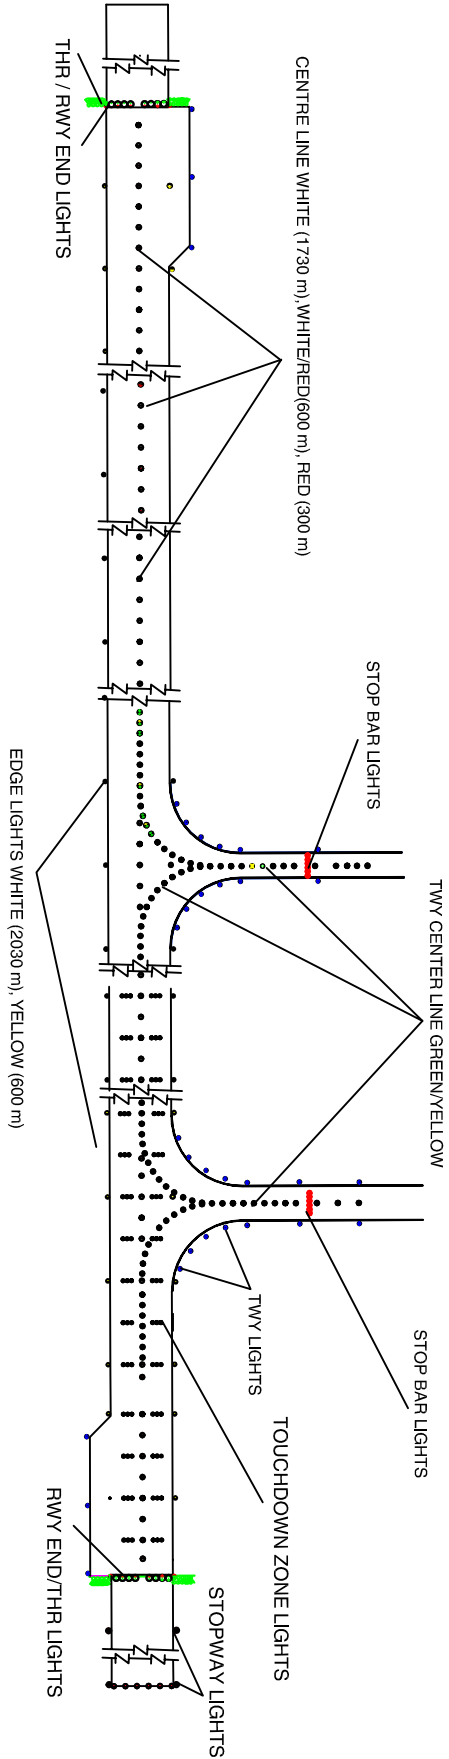 THR / RWY END LIGHTS
CENTRE LINE WHITE (1730 m),WHITE/RED(600 m), RED (300 m)
STOP BAR LIGHTS
EDGE LIGHTS WHITE (2030 m), YELLOW (600 m)
TWY CENTER LINE GREEN/YELLOW
TWY LIGHTS
STOP BAR LIGHTS
TOUCHDOWN ZONE LIGHTS
RWY END/THR LIGHTS
STOPWAY LIGHTS